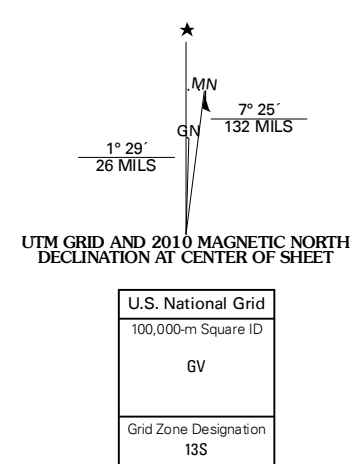 ★
MN
7° 25´
132 MILS
GN
1° 29´
26 MILS
UTM GRID AND 2010 MAGNETIC NORTH
DECLINATION AT CENTER OF SHEET
U.S. National Grid
100,000-m Square ID
GV
Grid Zone Designation
13S